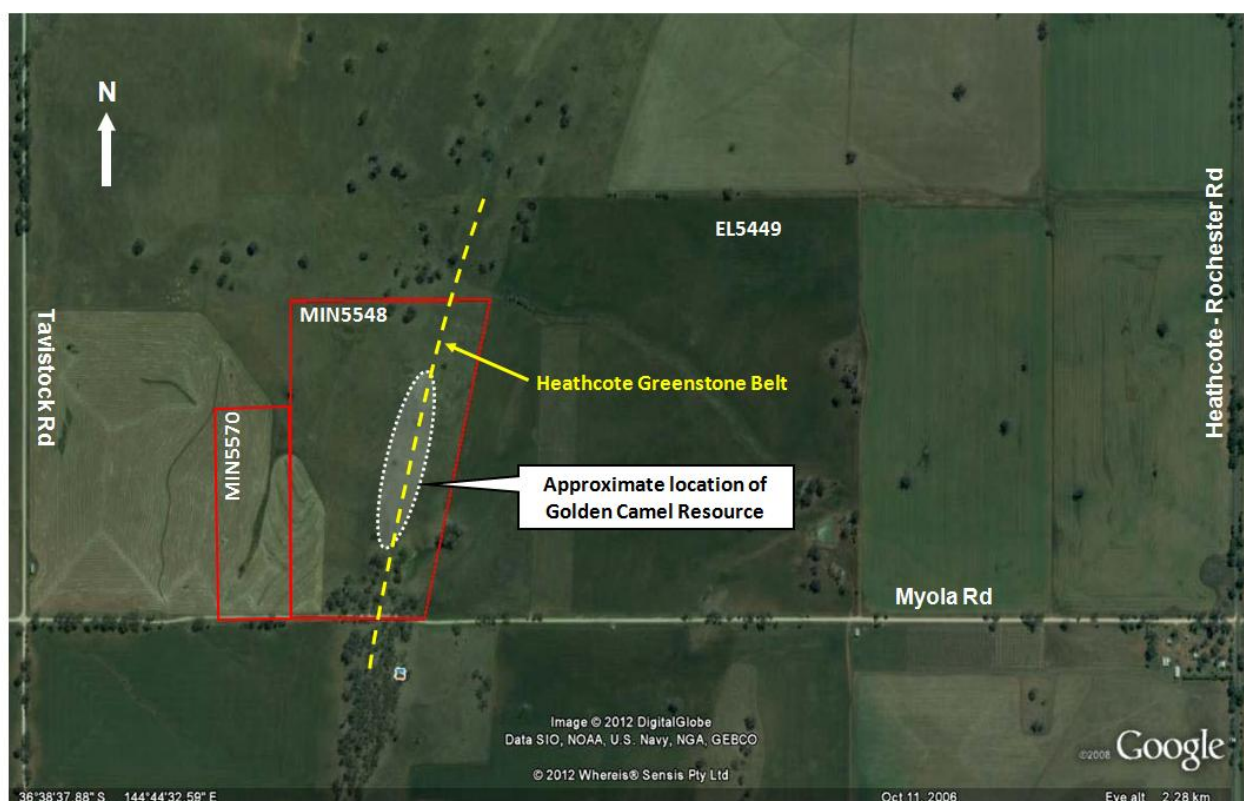 N
EL5449
MIN5548
Heathcote - Rochester Rd
Tavistock Rd
Heathcote Greenstone Belt
MIN5570
Approximate location of
Golden Camel Resource
Myola Rd
Image © 2012 DigitalGlobe
Data SIO, NOAA, U.S. Navy, NGA, GEBCO
©2008 Google
© 2012 Whereis® Sensis Pty Ltd
36°38'37.88" S 144°44'32.59" E Oct 11, 2006 Eye alt 2.28 km